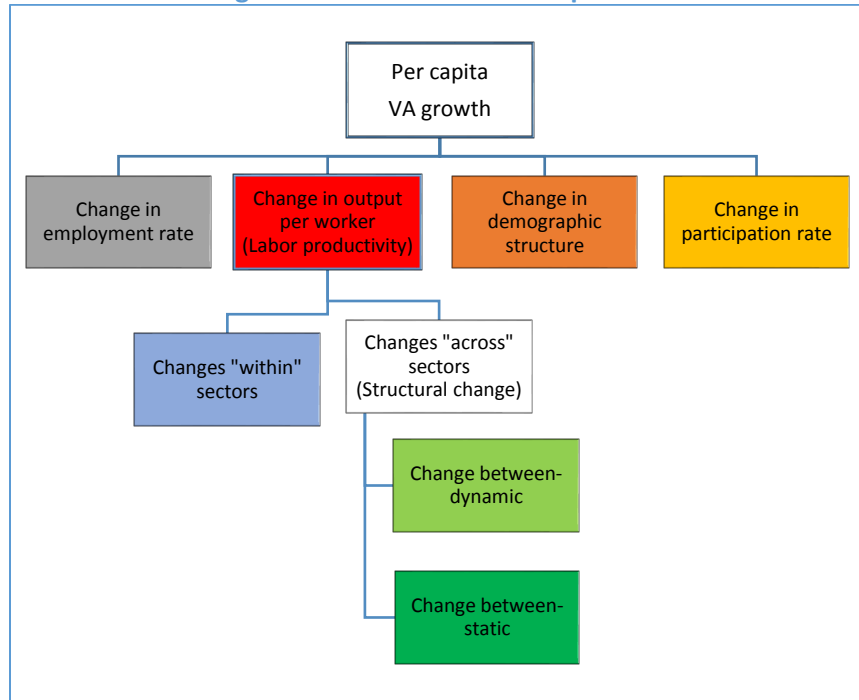 Per capita
VA growth
Change in
employment rate
Change in output
per worker
(Labor productivity)
Change in
demographic
structure
Change in
participation rate
Changes "within"
sectors
Changes "across"
sectors
(Structural change)
Change between-
dynamic
Change between-
static